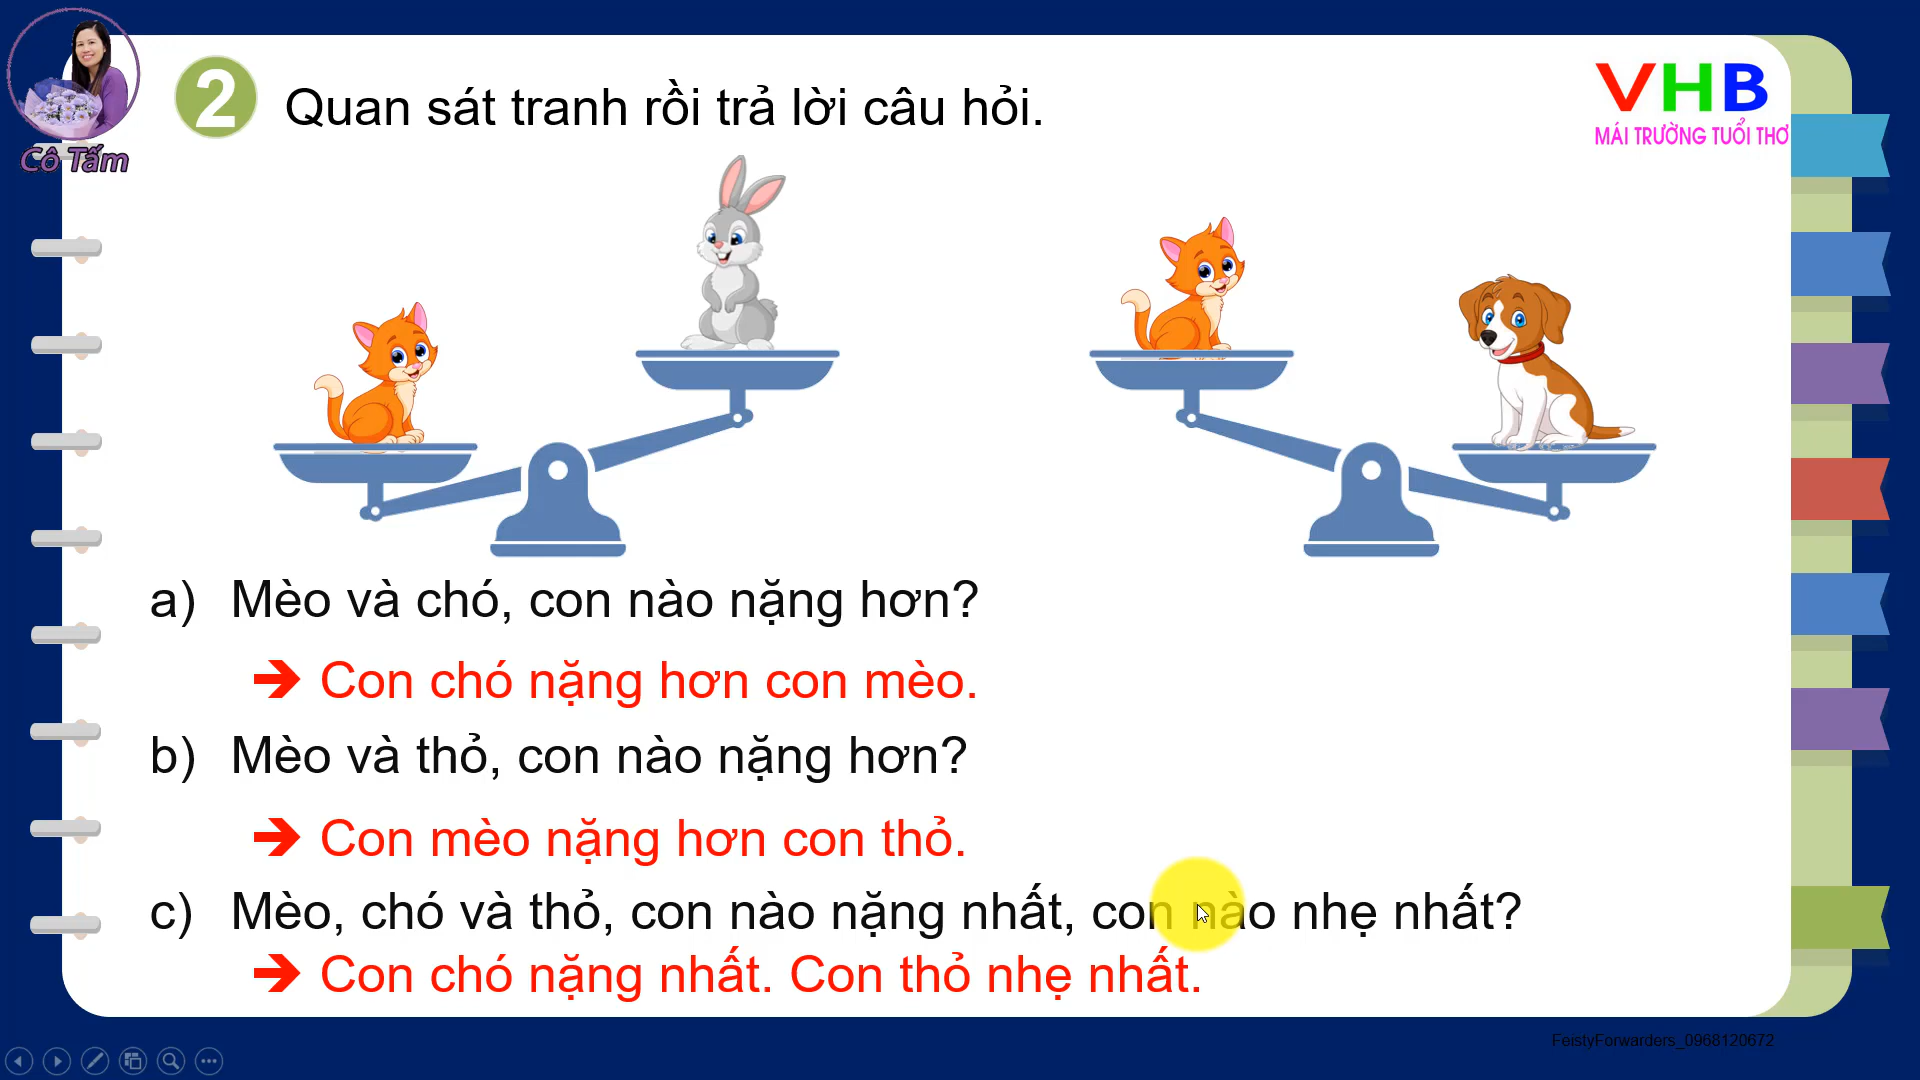 2 Quan sát tranh rồi trả lời câu hỏi.
VHB
MÁI TRƯỜNG TUỔI THƠ
Cô Tấm
a) Mèo và chó, con nào nặng hơn?
➔ Con chó nặng hơn con mèo.
b) Mèo và thỏ, con nào nặng hơn?
➔ Con mèo nặng hơn con thỏ.
c) Mèo, chó và thỏ, con nào nặng nhất, con nào nhẹ nhất?
➔ Con chó nặng nhất. Con thỏ nhẹ nhất.
FeistyForwarders_0968120672